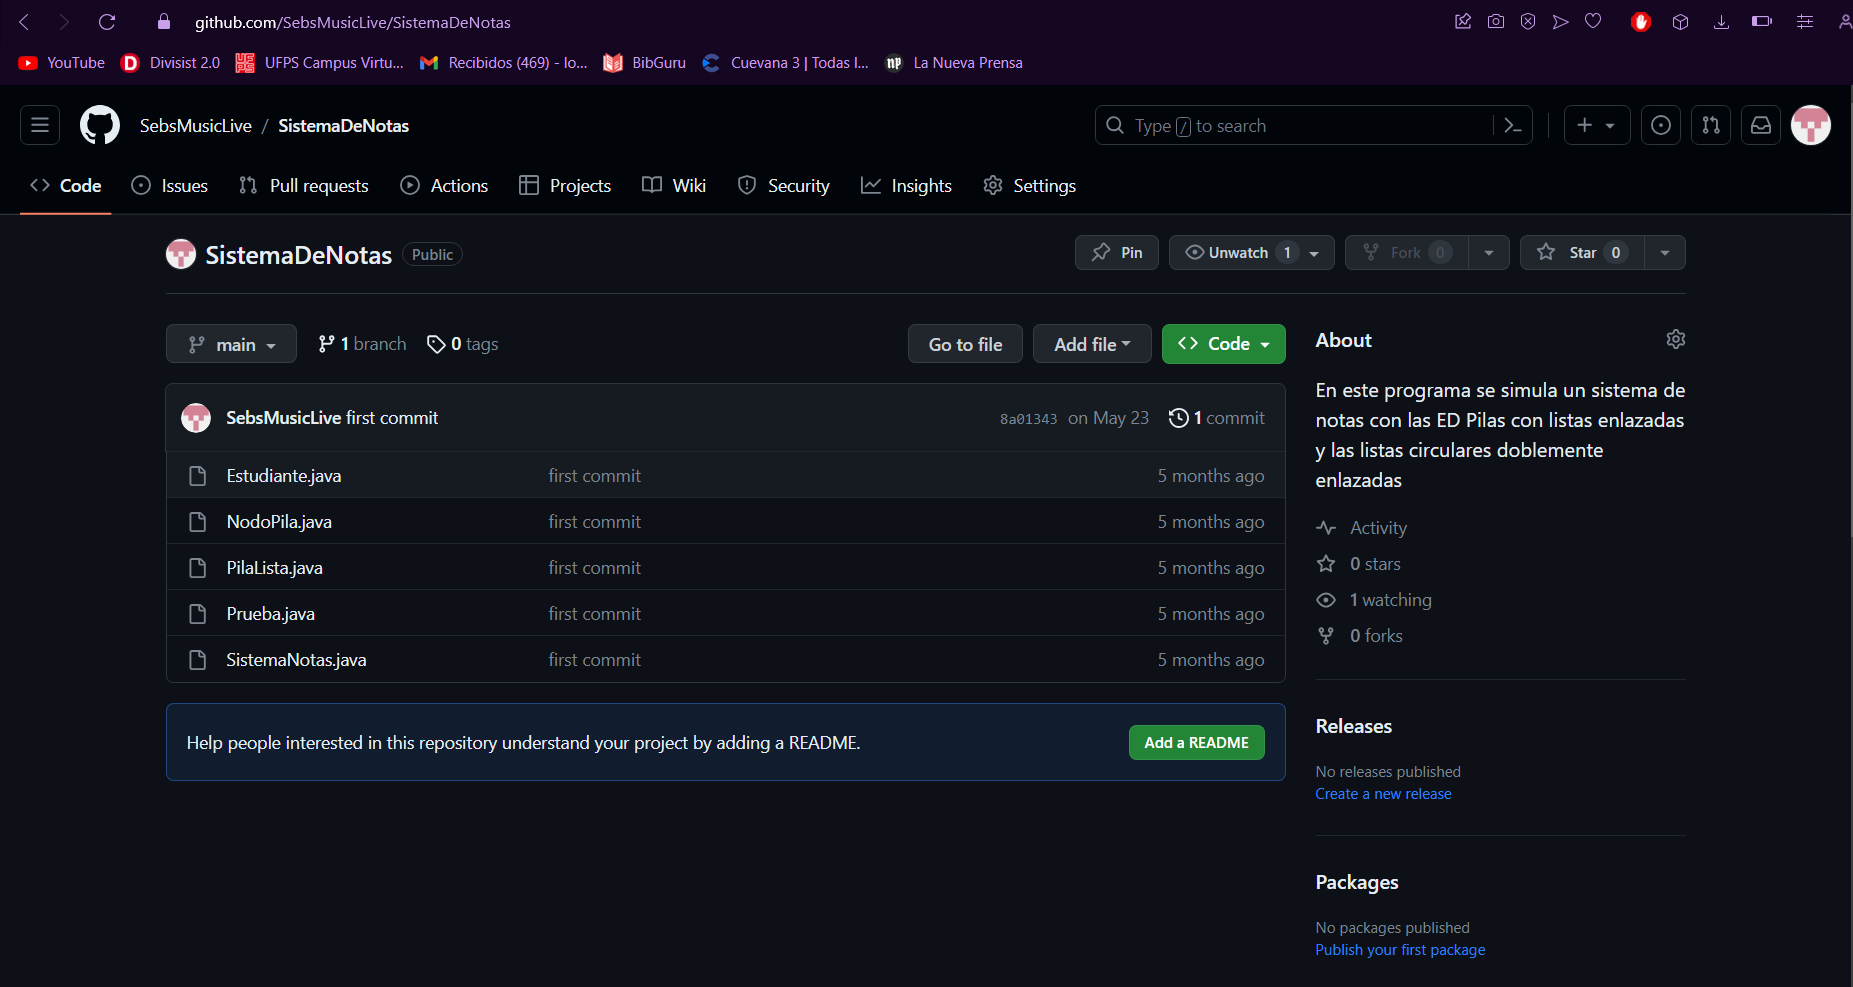 github.com/SebsMusicLive/SistemaDeNotas
YouTube Divisist 2.0 UFPS Campus Virtu... Recibidos (469) - lo... BibGuru Cuevana 3 | Todas l... np La Nueva Prensa
SebsMusicLive / SistemaDeNotas
Type / to search
Code Issues Pull requests Actions Projects Wiki Security Insights Settings
SistemaDeNotas Public
Pin Unwatch 1 Fork 0 Star 0
main 1 branch 0 tags Go to file Add file Code
SebsMusicLive first commit 8a01343 on May 23 1 commit
Estudiante.java first commit 5 months ago
NodoPila.java first commit 5 months ago
PilaLista.java first commit 5 months ago
Prueba.java first commit 5 months ago
SistemaNotas.java first commit 5 months ago
Help people interested in this repository understand your project by adding a README. Add a README
About
En este programa se simula un sistema de
notas con las ED Pilas con listas enlazadas
y las listas circulares doblemente
enlazadas
Activity
0 stars
1 watching
0 forks
Releases
No releases published
Create a new release
Packages
No packages published
Publish your first package